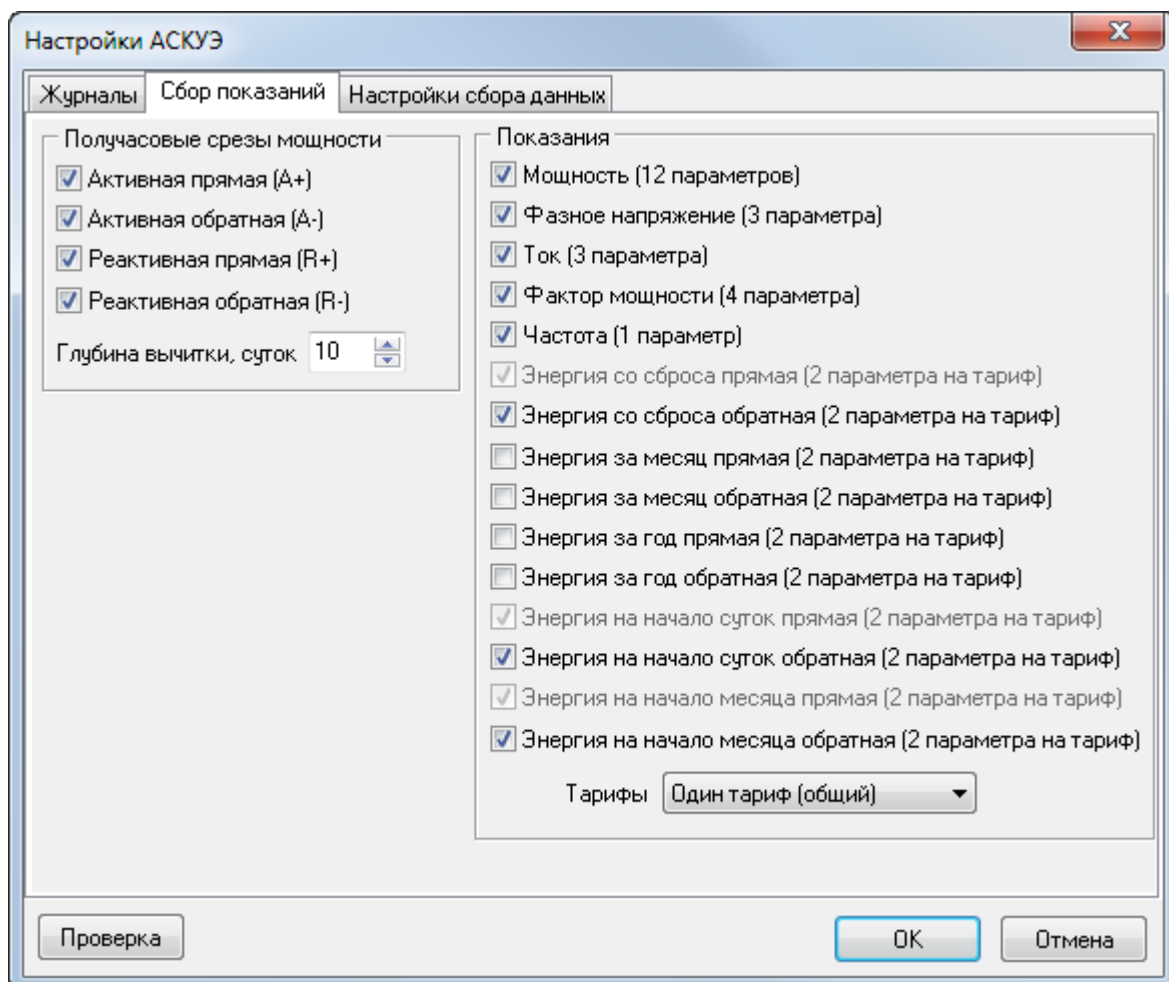 Настройки АСКУЭ
Журналы
Сбор показаний
Настройки сбора данных
Получасовые срезы мощности
Активная прямая (A+)
Активная обратная (A-)
Реактивная прямая (R+)
Реактивная обратная (R-)
Глубина вычитки, суток 10
Показания
Мощность (12 параметров)
Фазное напряжение (3 параметра)
Ток (3 параметра)
Фактор мощности (4 параметра)
Частота (1 параметр)
Энергия со сброса прямая (2 параметра на тариф)
Энергия со сброса обратная (2 параметра на тариф)
Энергия за месяц прямая (2 параметра на тариф)
Энергия за месяц обратная (2 параметра на тариф)
Энергия за год прямая (2 параметра на тариф)
Энергия за год обратная (2 параметра на тариф)
Энергия на начало суток прямая (2 параметра на тариф)
Энергия на начало суток обратная (2 параметра на тариф)
Энергия на начало месяца прямая (2 параметра на тариф)
Энергия на начало месяца обратная (2 параметра на тариф)
Тарифы Один тариф (общий)
Проверка
OK
Отмена